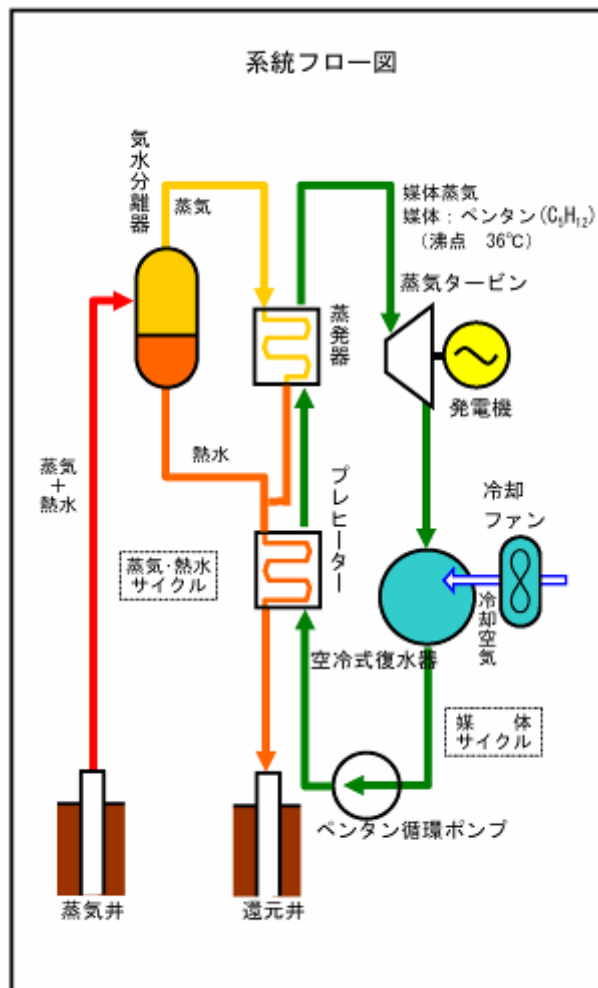 系統フロー図
気水分離器
蒸気
媒体蒸気
媒体：ペンタン(C₅H₁₂)
(沸点 36℃)
蒸気タービン
蒸発器
発電機
熱水
蒸気
＋
熱水
プレヒーター
冷却
ファン
蒸気･熱水
サイクル
冷却空気
空冷式復水器
媒 体
サイクル
ペンタン循環ポンプ
蒸気井
還元井